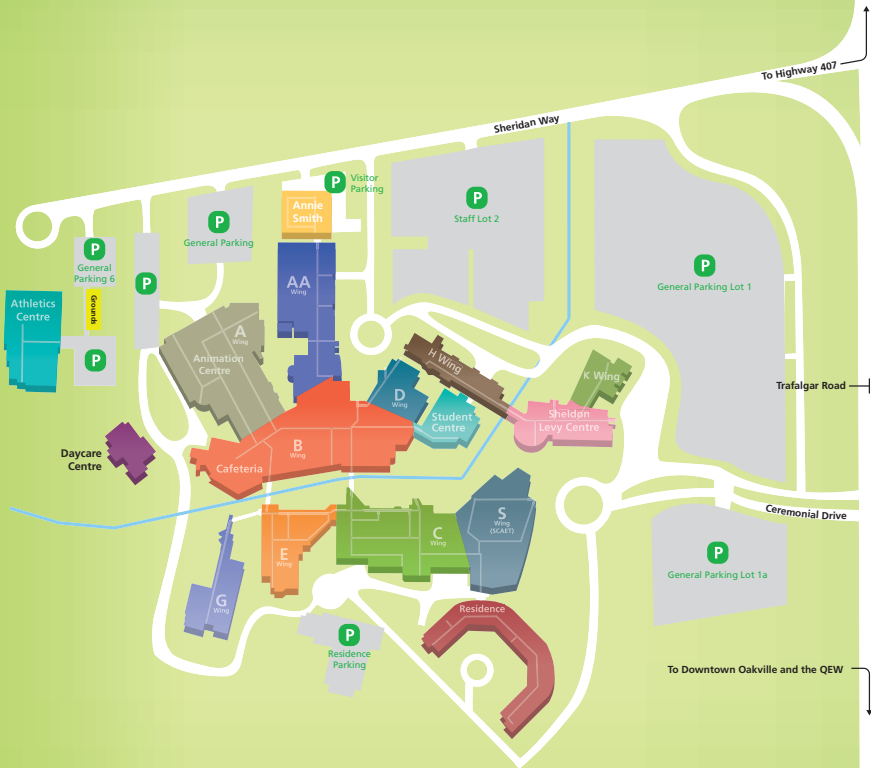 To Highway 407
Sheridan Way
P
Visitor
Parking
Annie
Smith
P
Staff Lot 2
P
General Parking
P
General
Parking 6
P
Grounds
P
General Parking Lot 1
AA
Wing
Athletics
Centre
A
Wing
Animation
Centre
P
H Wing
K Wing
Trafalgar Road
D
Wing
Student
Centre
Sheldon
Levy Centre
Daycare
Centre
B
Wing
Cafeteria
Ceremonial Drive
S
Wing
(SCAET)
C
Wing
E
Wing
P
General Parking Lot 1a
G
Wing
Residence
P
Residence
Parking
To Downtown Oakville and the QEW